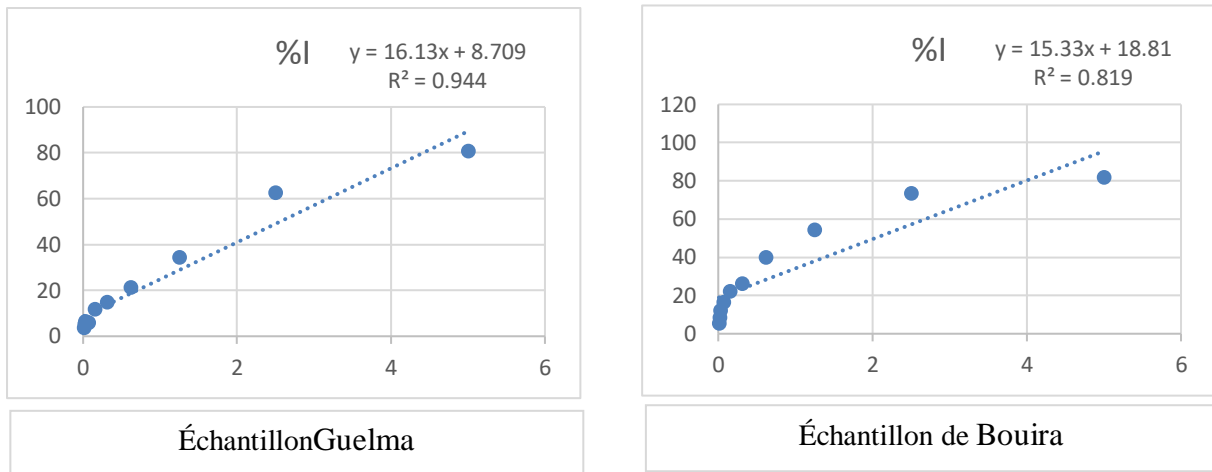 %I
y = 16.13x + 8.709
R² = 0.944
100
80
60
40
20
0
0 2 4 6
ÉchantillonGuelma
%I
y = 15.33x + 18.81
R² = 0.819
120
100
80
60
40
20
0
0 2 4 6
Échantillon de Bouira